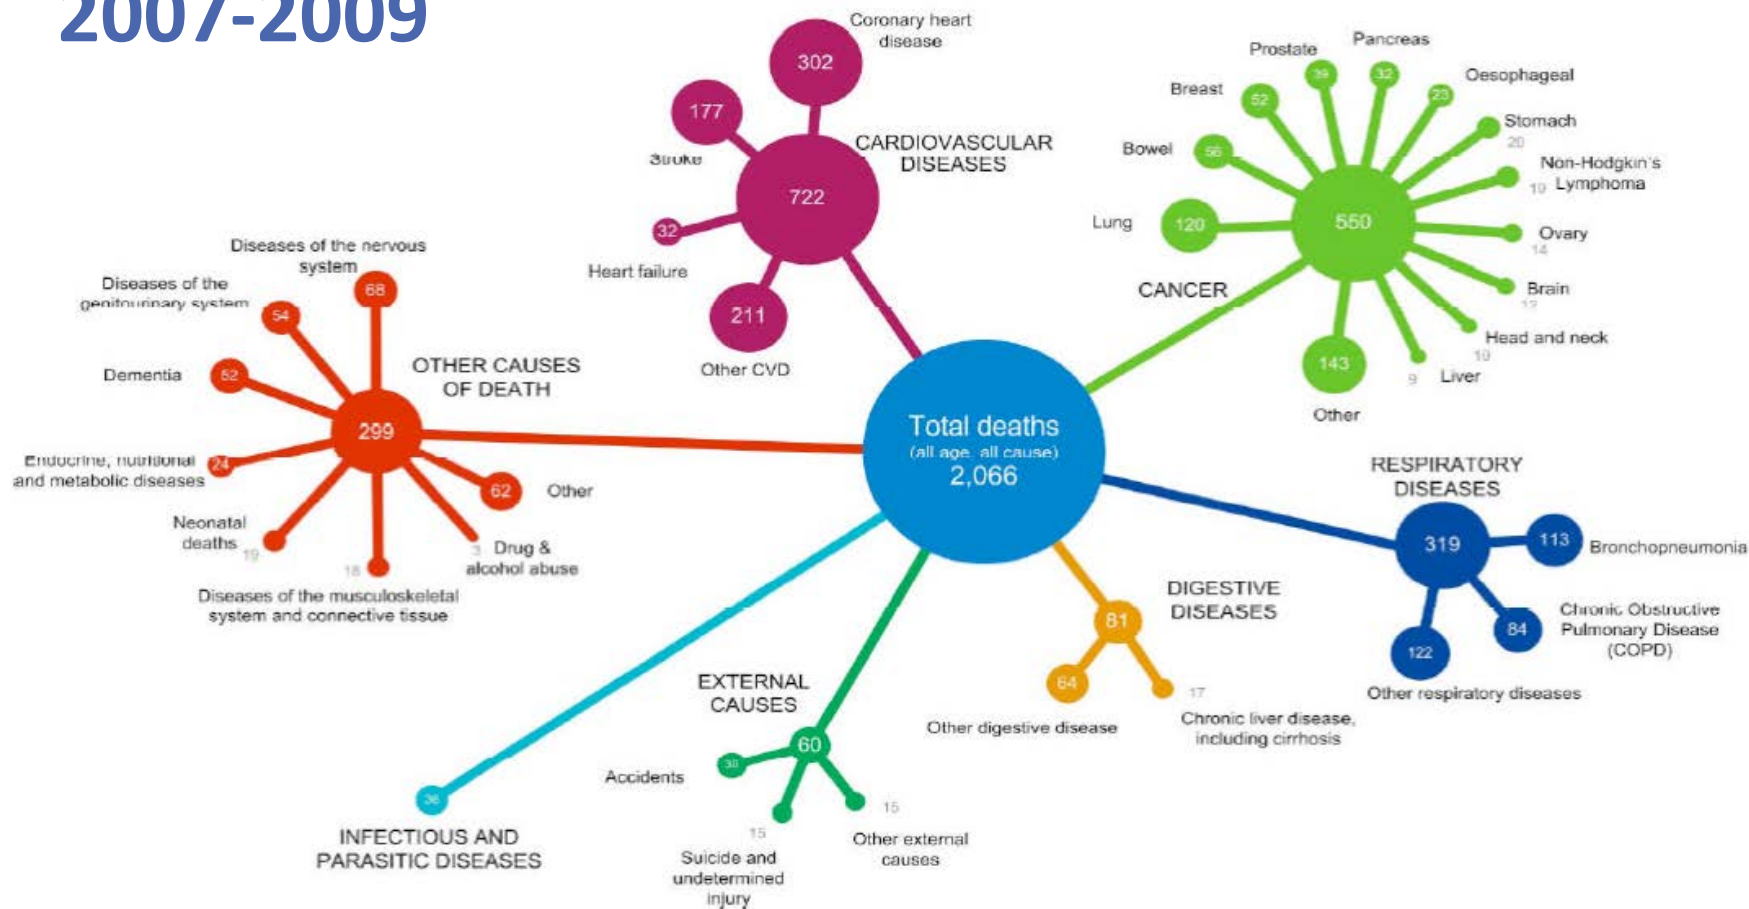 2007-2009
Coronary heart
disease
302
177
Stroke
CARDIOVASCULAR
DISEASES
722
32
Heart failure
211
Other CVD
Prostate
39
Pancreas
32
Oesophageal
23
Breast
52
Stomach
20
Bowel
56
Non-Hodgkin's
Lymphoma
19
Lung
120
550
Ovary
14
CANCER
Brain
Head and neck
10
143
Other
9
Liver
Diseases of the nervous
system
68
Diseases of the
genitourinary system
54
Dementia
52
OTHER CAUSES
OF DEATH
299
Endocrine, nutritional
and metabolic diseases
24
62
Other
Neonatal
deaths
19
18
3
Drug &
alcohol abuse
Diseases of the musculoskeletal
system and connective tissue
Total deaths
(all age, all cause)
2,066
RESPIRATORY
DISEASES
319
113
Bronchopneumonia
84
Chronic Obstructive
Pulmonary Disease
(COPD)
122
Other respiratory diseases
DIGESTIVE
DISEASES
81
64
Other digestive disease
17
Chronic liver disease,
including cirrhosis
EXTERNAL
CAUSES
60
Accidents
15
Suicide and
undetermined
injury
15
Other external
causes
36
INFECTIOUS AND
PARASITIC DISEASES